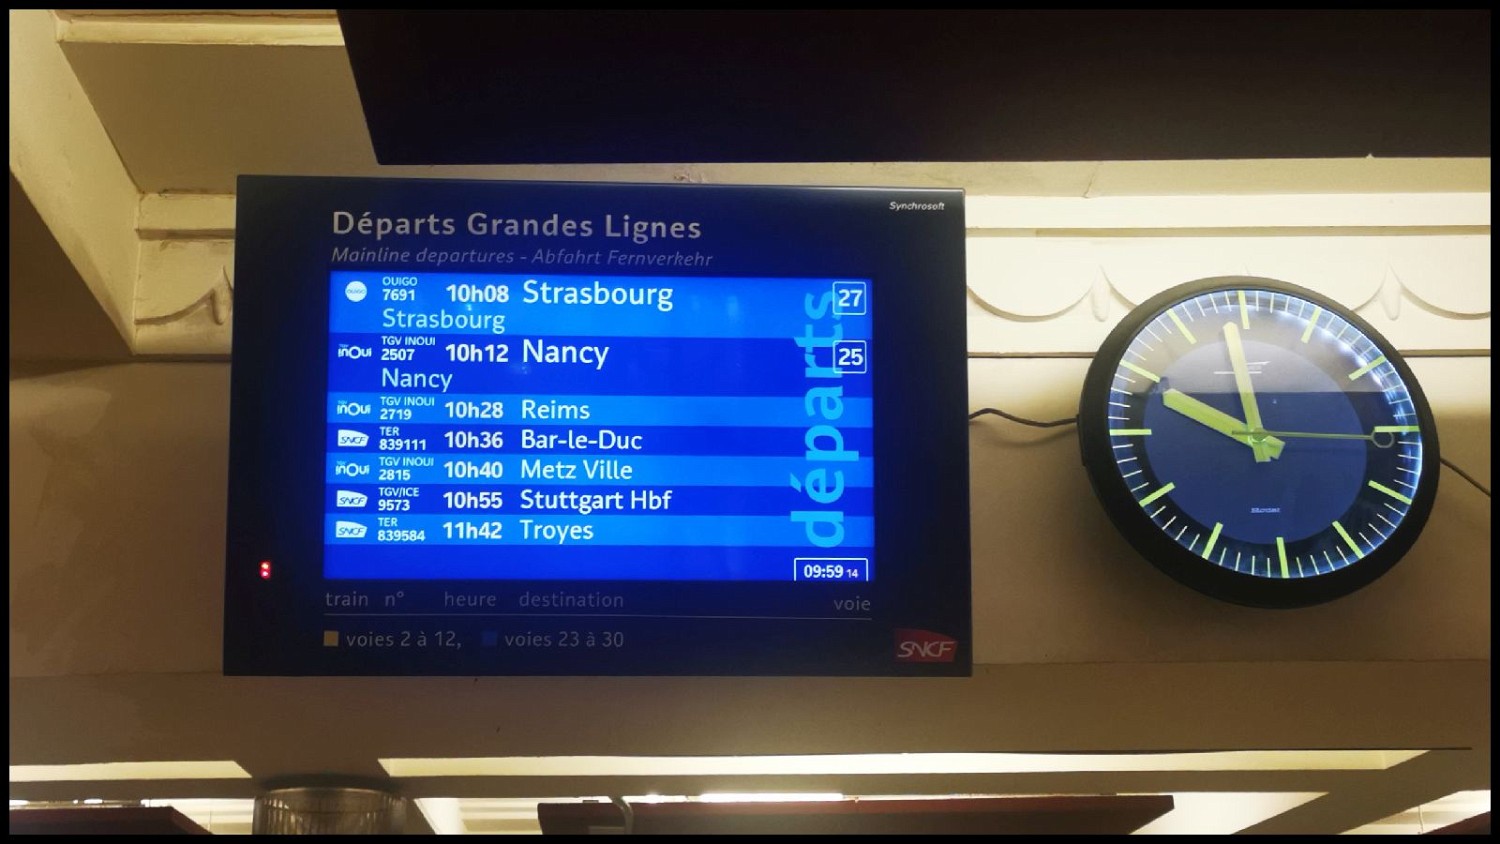 Synchrosoft
Départs Grandes Lignes
Mainline departures - Abfahrt Fernverkehr
OUIGO 7691 10h08 Strasbourg 27
Strasbourg
inOui TGV INOUI 2507 10h12 Nancy 25
Nancy
inOui TGV INOUI 2719 10h28 Reims
SNCF TER 839111 10h36 Bar-le-Duc
inOui TGV INOUI 2815 10h40 Metz Ville
SNCF TGV/ICE 9573 10h55 Stuttgart Hbf
SNCF TER 839584 11h42 Troyes
départs
09:59 14
train n° heure destination voie
voies 2 à 12, voies 23 à 30
SNCF